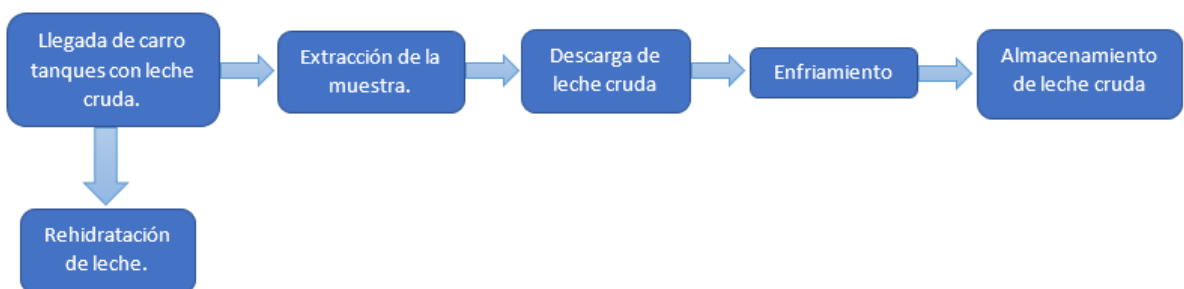 Llegada de carro
tanques con leche
cruda.
Extracción de la
muestra.
Descarga de
leche cruda
Enfriamiento
Almacenamiento
de leche cruda
Rehidratación
de leche.